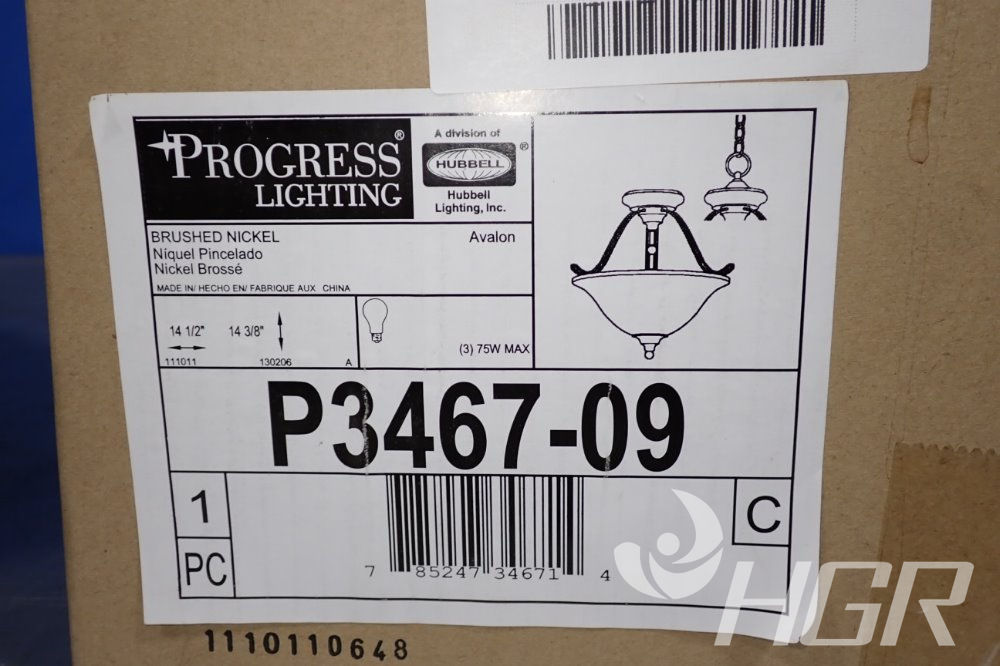 PROGRESS®
LIGHTING
A division of
HUBBELL®
Hubbell
Lighting, Inc.
BRUSHED NICKEL Avalon
Niquel Pincelado
Nickel Brossé
MADE IN/ HECHO EN/ FABRIQUE AUX CHINA
14 1/2" 14 3/8"
111011 130206 A
(3) 75W MAX
P3467-09
1
PC
C
7 85247 34671 4
1110110648
HGR